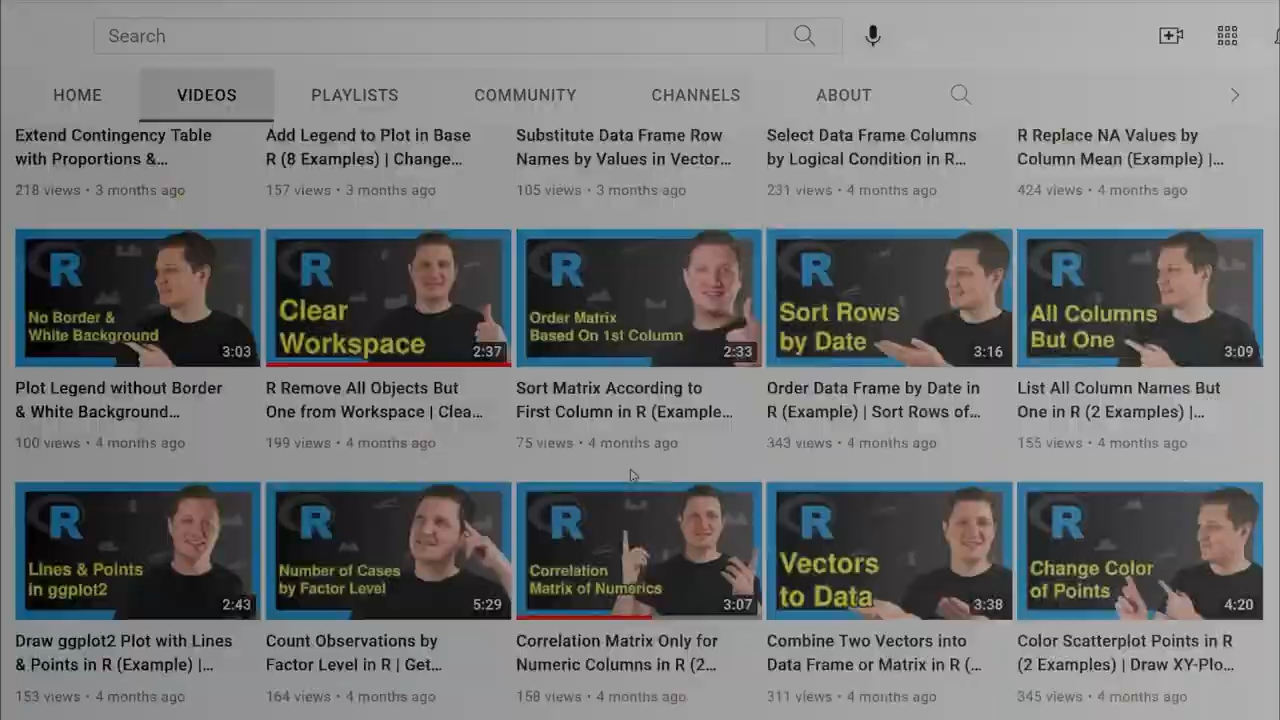 Search
HOME
VIDEOS
PLAYLISTS
COMMUNITY
CHANNELS
ABOUT
Extend Contingency Table
with Proportions &...
218 views • 3 months ago
Add Legend to Plot in Base
R (8 Examples) | Change...
157 views • 3 months ago
Substitute Data Frame Row
Names by Values in Vector...
105 views • 3 months ago
Select Data Frame Columns
by Logical Condition in R...
231 views • 4 months ago
R Replace NA Values by
Column Mean (Example) |...
424 views • 4 months ago
R
No Border &
White Background
3:03
Plot Legend without Border
& White Background...
100 views • 4 months ago
R
Clear
Workspace
2:37
R Remove All Objects But
One from Workspace | Clea...
199 views • 4 months ago
R
Order Matrix
Based On 1st Column
2:33
Sort Matrix According to
First Column in R (Example...
75 views • 4 months ago
R
Sort Rows
by Date
3:16
Order Data Frame by Date in
R (Example) | Sort Rows of...
343 views • 4 months ago
R
All Columns
But One
3:09
List All Column Names But
One in R (2 Examples) |...
155 views • 4 months ago
R
Lines & Points
in ggplot2
2:43
Draw ggplot2 Plot with Lines
& Points in R (Example) |...
153 views • 4 months ago
R
Number of Cases
by Factor Level
5:29
Count Observations by
Factor Level in R | Get...
164 views • 4 months ago
R
Correlation
Matrix of Numerics
3:07
Correlation Matrix Only for
Numeric Columns in R (2...
158 views • 4 months ago
R
Vectors
to Data
3:38
Combine Two Vectors into
Data Frame or Matrix in R (...
311 views • 4 months ago
R
Change Color
of Points
4:20
Color Scatterplot Points in R
(2 Examples) | Draw XY-Plo...
345 views • 4 months ago